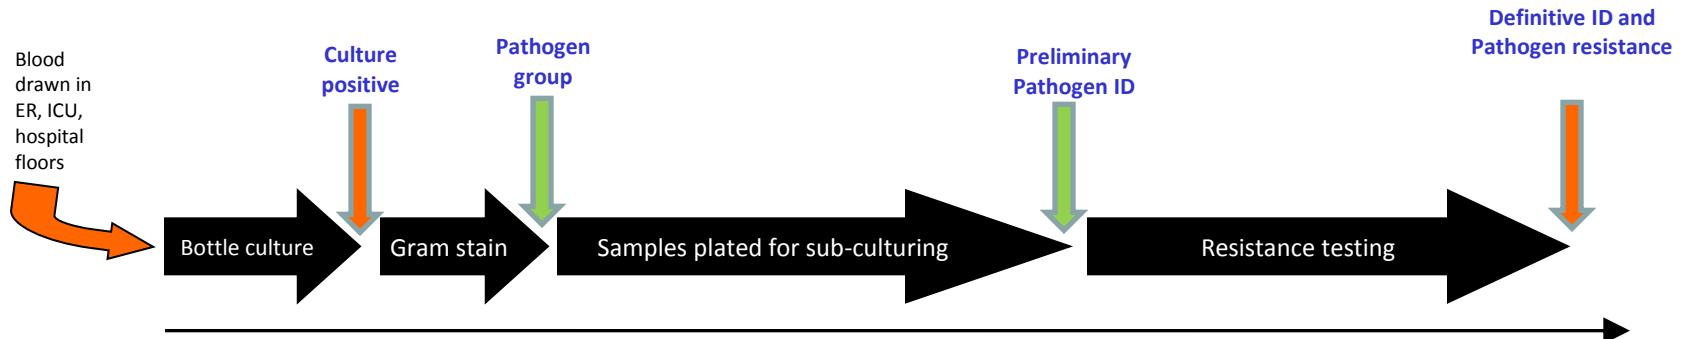 Blood
drawn in
ER, ICU,
hospital
floors
Culture
positive
Pathogen
group
Preliminary
Pathogen ID
Definitive ID and
Pathogen resistance
Bottle culture
Gram stain
Samples plated for sub-culturing
Resistance testing